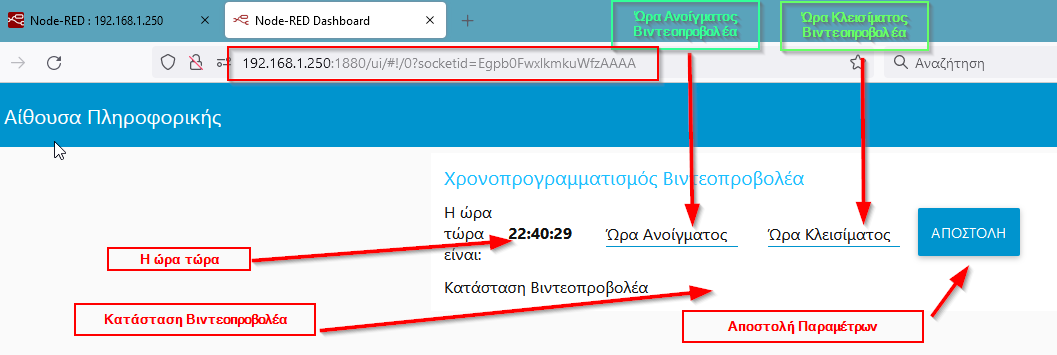 Node-RED : 192.168.1.250
Node-RED Dashboard
Ώρα Ανοίγματος
Βιντεοπροβολέα
Ώρα Κλεισίματος
Βιντεοπροβολέα
192.168.1.250:1880/ui/#!/0?socketid=Egpb0FwxlkmkuWfzAAAA
Αναζήτηση
Αίθουσα Πληροφορικής
Χρονοπρογραμματισμός Βιντεοπροβολέα
Η ώρα
τώρα
είναι:
22:40:29
Ώρα Ανοίγματος
Ώρα Κλεισίματος
ΑΠΟΣΤΟΛΗ
Η ώρα τώρα
Κατάσταση Βιντεοπροβολέα
Κατάσταση Βιντεοπροβολέα
Αποστολή Παραμέτρων